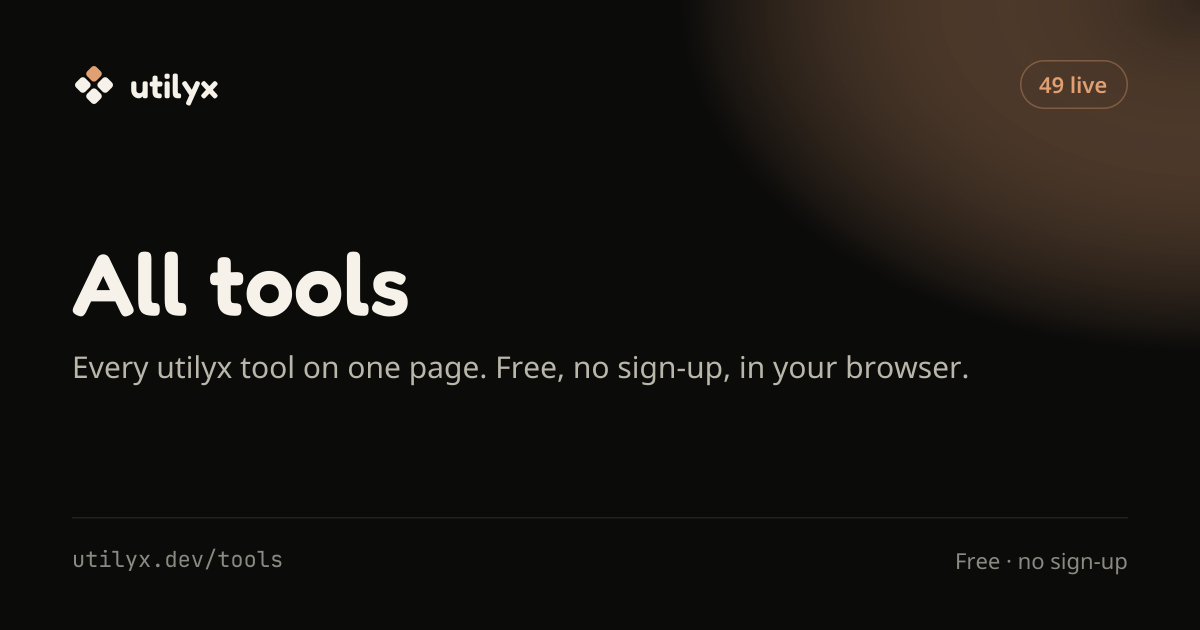 utilyx
49 live
All tools
Every utilyx tool on one page. Free, no sign-up, in your browser.
utilyx.dev/tools
Free · no sign-up